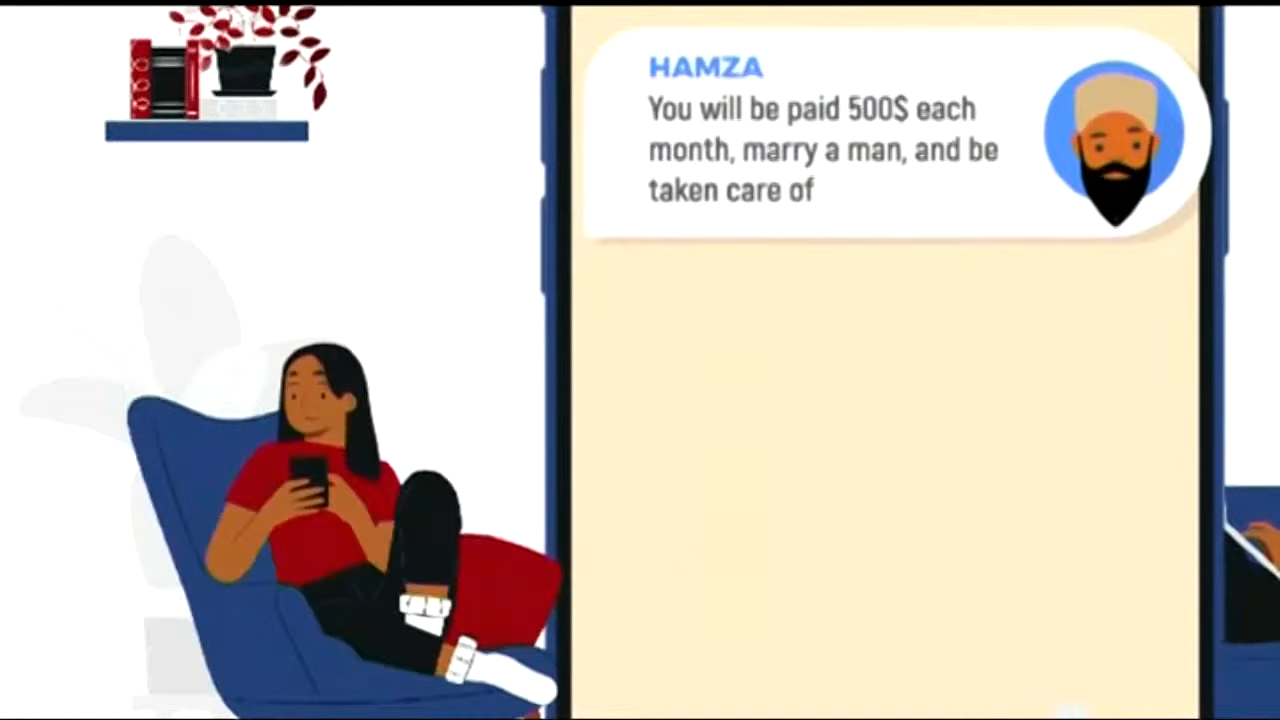 HAMZA
You will be paid 500$ each
month, marry a man, and be
taken care of